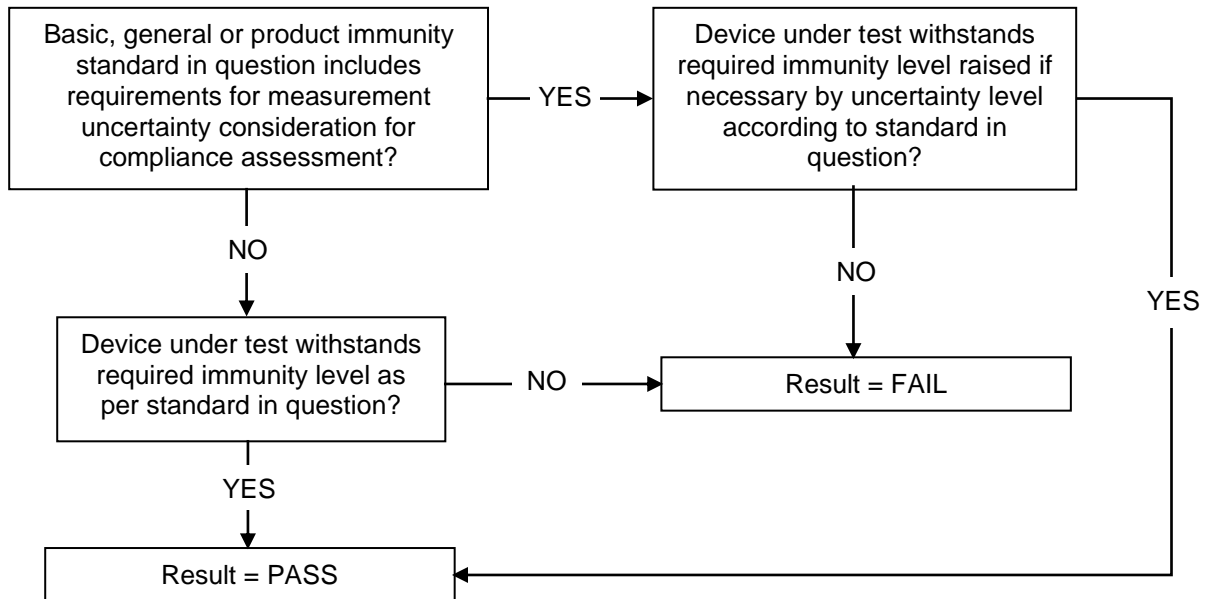 Basic, general or product immunity
standard in question includes
requirements for measurement
uncertainty consideration for
compliance assessment?
YES
Device under test withstands
required immunity level raised if
necessary by uncertainty level
according to standard in
question?
NO
NO
YES
Device under test withstands
required immunity level as
per standard in question?
NO
Result = FAIL
YES
Result = PASS